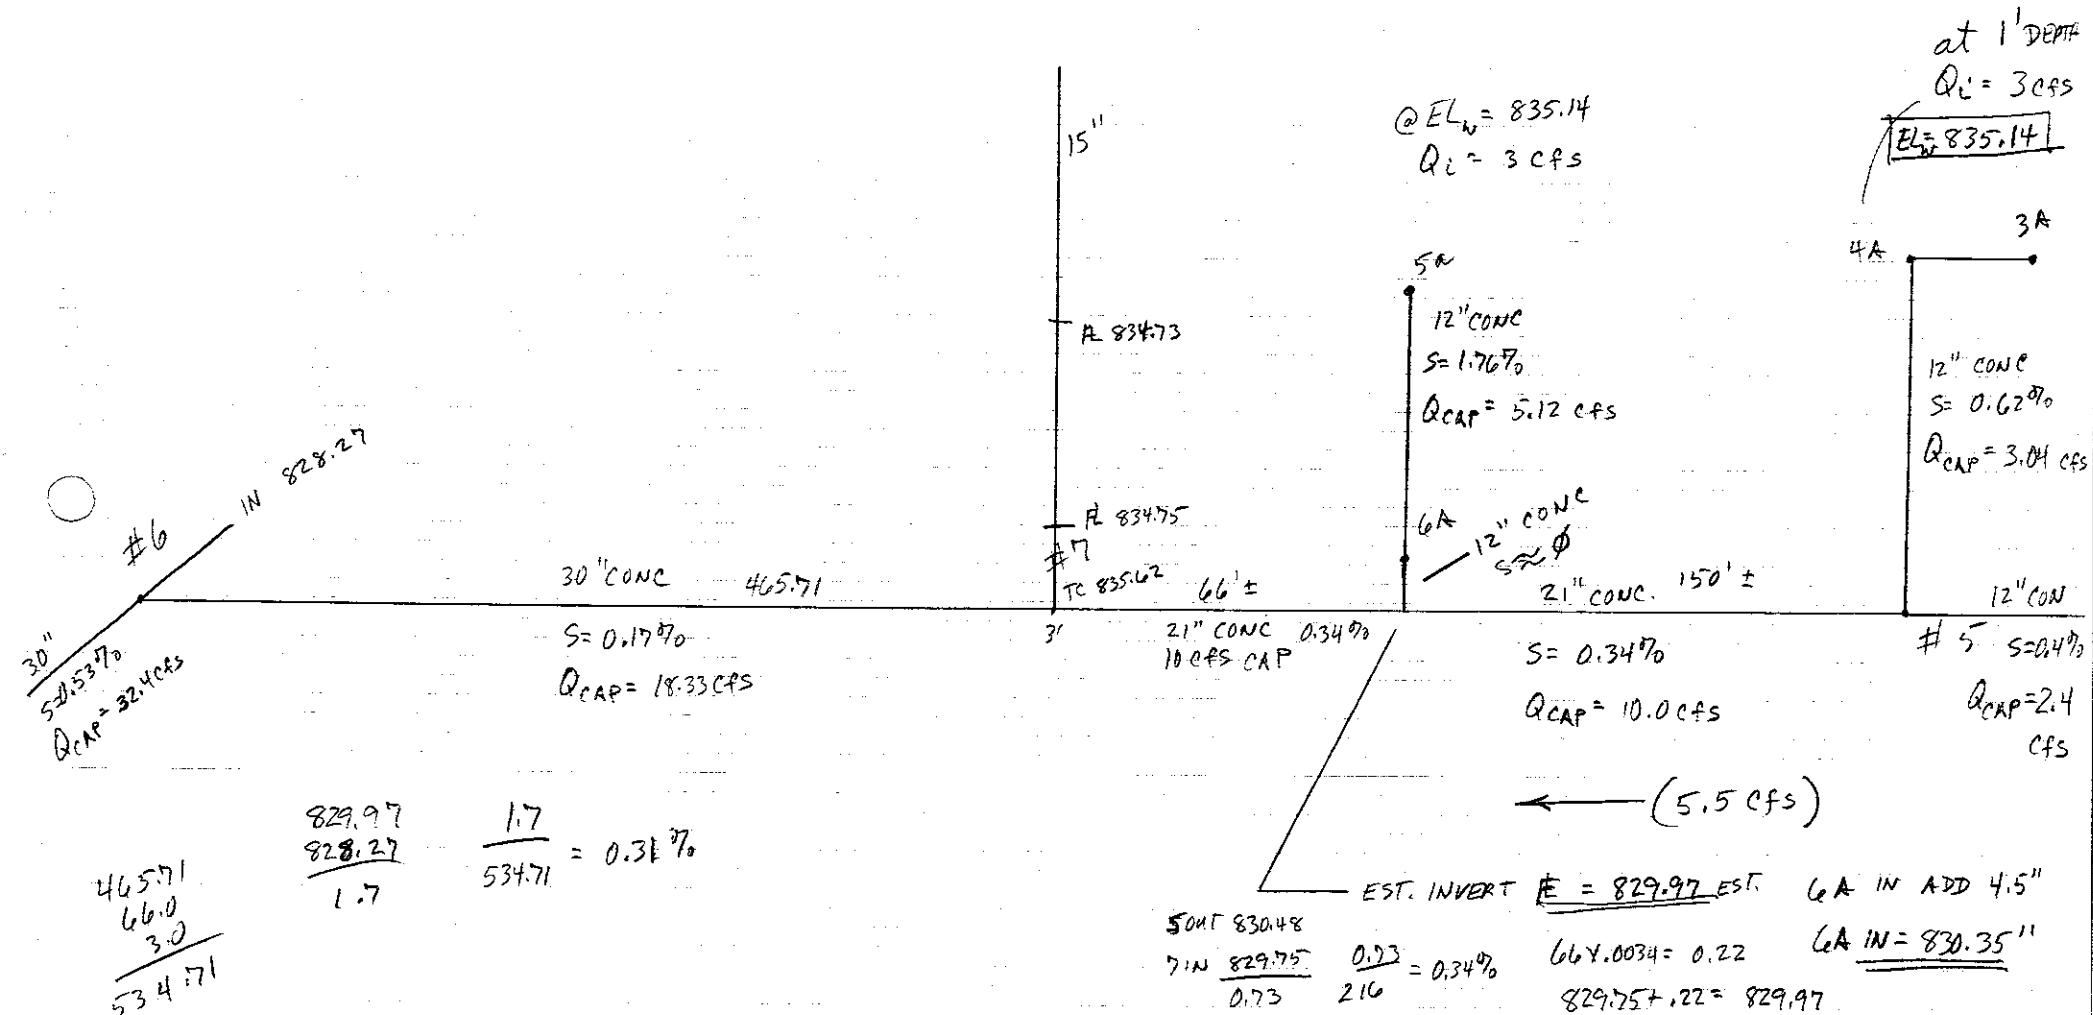 at 1' DEPTH
Qi = 3 cfs
ELw = 835.14
@ ELw = 835.14
Qi = 3 cfs
15"
3A
4A
5a
12" CONC
S= 1.76%
QCAP = 5.12 cfs
12" CONC
S= 0.62%
QCAP = 3.04 cfs
FL 834.73
FL 834.75
#7
TC 835.62
3'
6A
12" CONC
S≈ Ø
IN 828.27
#6
30" CONC 465.71
S= 0.17%
QCAP = 18.33 cfs
66'±
21" CONC 0.34%
10 cfs CAP
21" CONC. 150'±
S= 0.34%
QCAP = 10.0 cfs
12" CON
# 5 S=0.4%
QCAP = 2.4
cfs
30"
S=0.53%
QCAP = 32.4 cfs
(5.5 cfs)
829.97
828.27
1.7
1.7
534.71
= 0.31%
465.71
66.0
3.0
534.71
EST. INVERT E = 829.97 EST.
6A IN ADD 4.5"
6A IN = 830.35"
5 OUT 830.48
7 IN 829.75
0.73
0.73
216
= 0.34%
66 x .0034 = 0.22
829.75 + .22 = 829.97